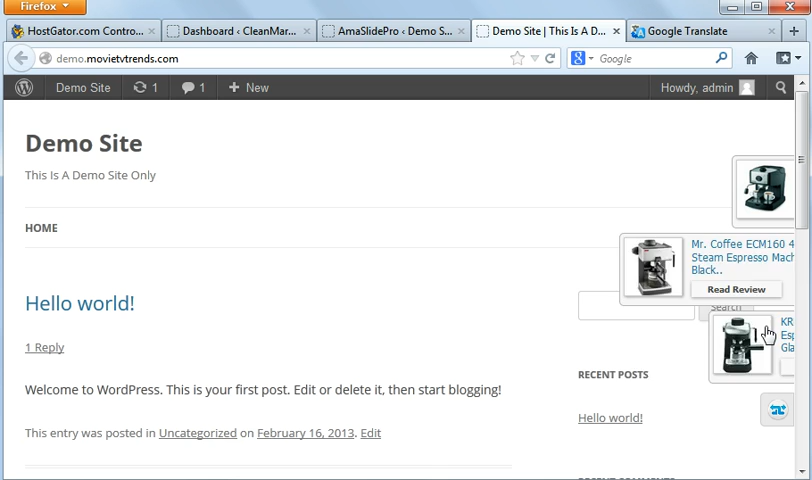 Firefox
HostGator.com Contro...
Dashboard ‹ CleanMar...
AmaSlidePro ‹ Demo S...
Demo Site | This Is A D...
Google Translate
demo.movietvtrends.com
Google
Demo Site
1
1
New
Howdy, admin
Demo Site
This Is A Demo Site Only
HOME
Mr. Coffee ECM160 4
Steam Espresso Mach
Black..
Read Review
Hello world!
Search
KR
Esp
Gla
1 Reply
RECENT POSTS
Welcome to WordPress. This is your first post. Edit or delete it, then start blogging!
Hello world!
This entry was posted in Uncategorized on February 16, 2013. Edit